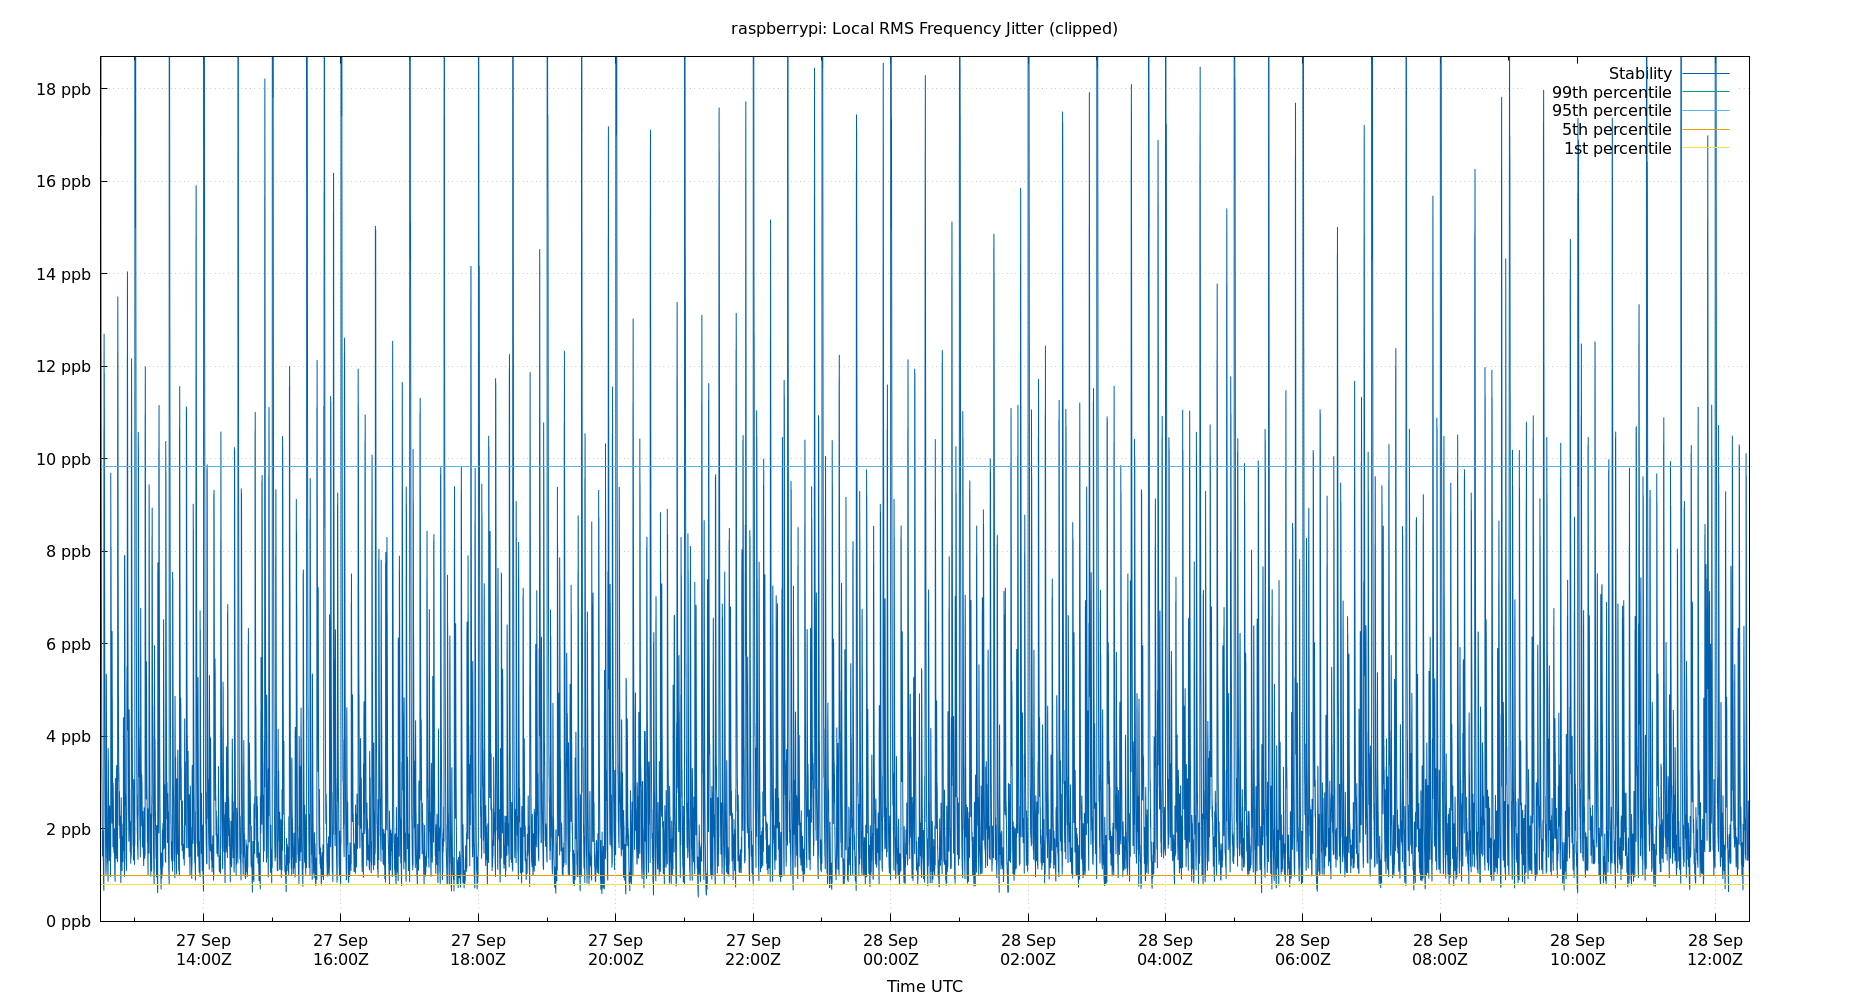 raspberrypi: Local RMS Frequency Jitter (clipped)
18 ppb
16 ppb
14 ppb
12 ppb
10 ppb
8 ppb
6 ppb
4 ppb
2 ppb
0 ppb
Stability
99th percentile
95th percentile
5th percentile
1st percentile
27 Sep 27 Sep 27 Sep 27 Sep 27 Sep 28 Sep 28 Sep 28 Sep 28 Sep 28 Sep 28 Sep 28 Sep
14:00Z 16:00Z 18:00Z 20:00Z 22:00Z 00:00Z 02:00Z 04:00Z 06:00Z 08:00Z 10:00Z 12:00Z
Time UTC